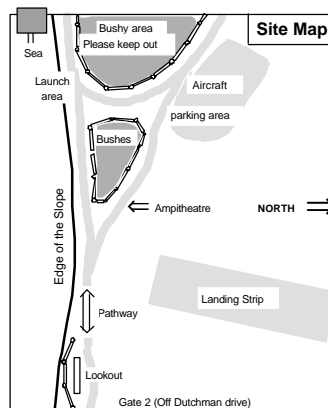 Site Map
Bushy area
Please keep out
Sea
Launch
area
Aircraft
parking area
Bushes
Edge of the Slope
Ampitheatre
NORTH
Landing Strip
Pathway
Lookout
Gate 2 (Off Dutchman drive)